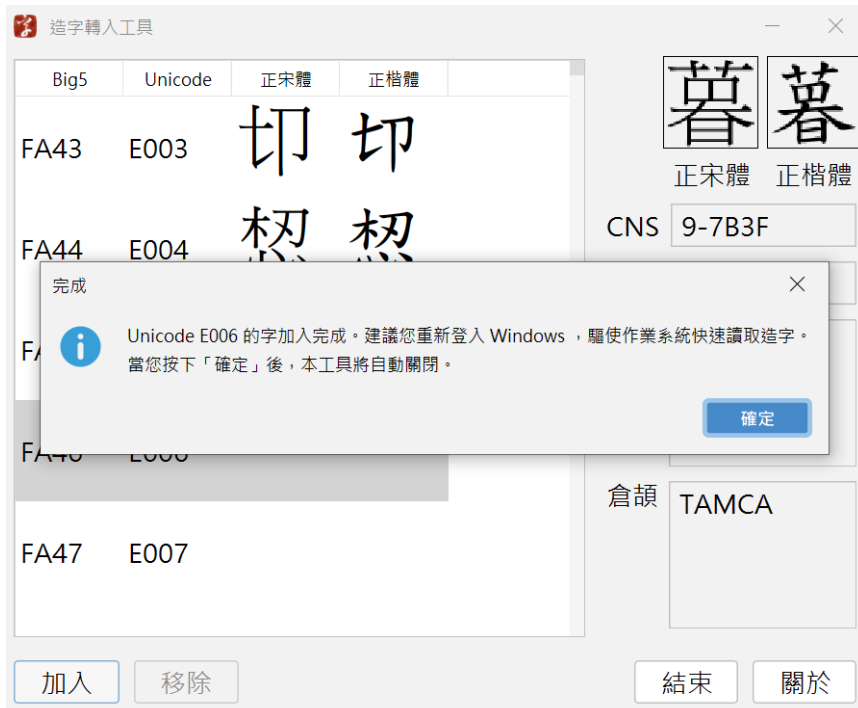 造字轉入工具
Big5 Unicode 正宋體 正楷體
FA43 E003
FA44 E004
正宋體 正楷體
CNS 9-7B3F
完成
Unicode E006 的字加入完成。建議您重新登入 Windows ，驅使作業系統快速讀取造字。
當您按下「確定」後，本工具將自動關閉。
確定
FA46 E006
FA47 E007
倉頡 TAMCA
加入 移除 結束 關於